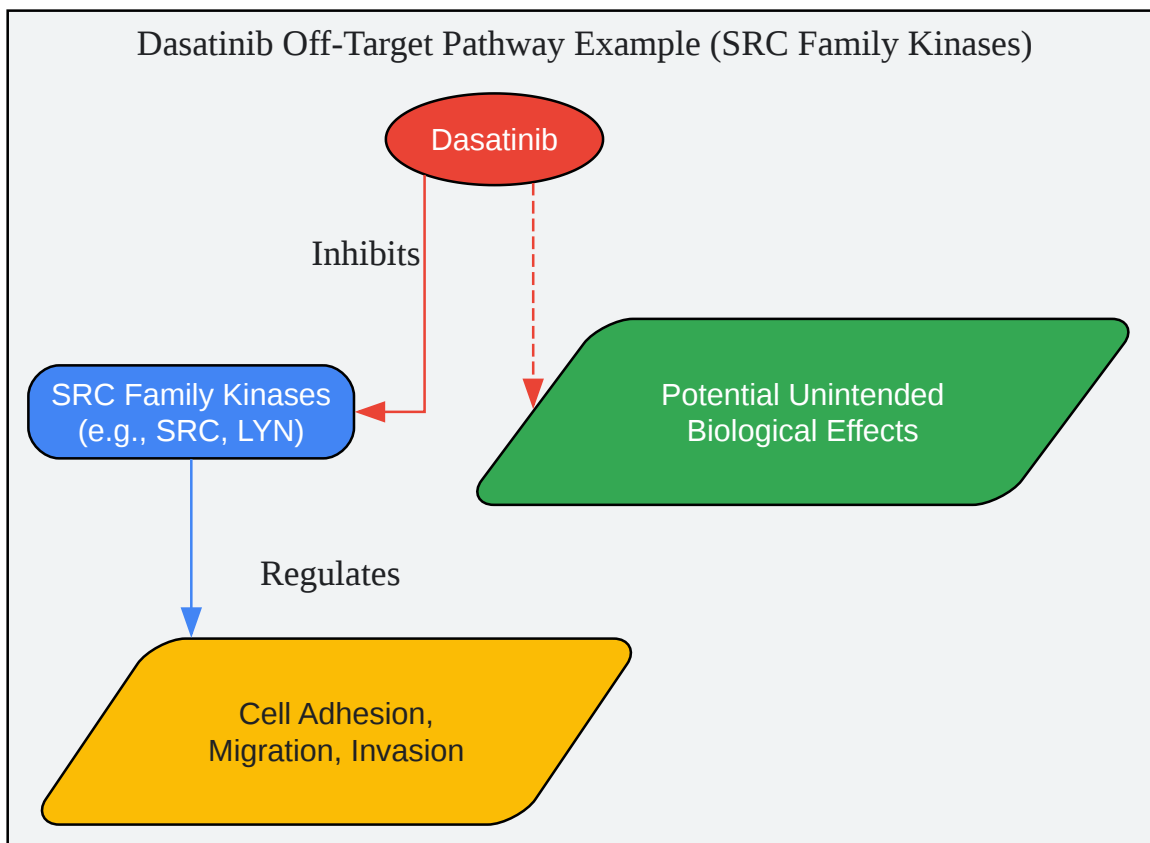 Dasatinib Off-Target Pathway Example (SRC Family Kinases)
Dasatinib
Inhibits
SRC Family Kinases
(e.g., SRC, LYN)
Potential Unintended
Biological Effects
Regulates
Cell Adhesion,
Migration, Invasion